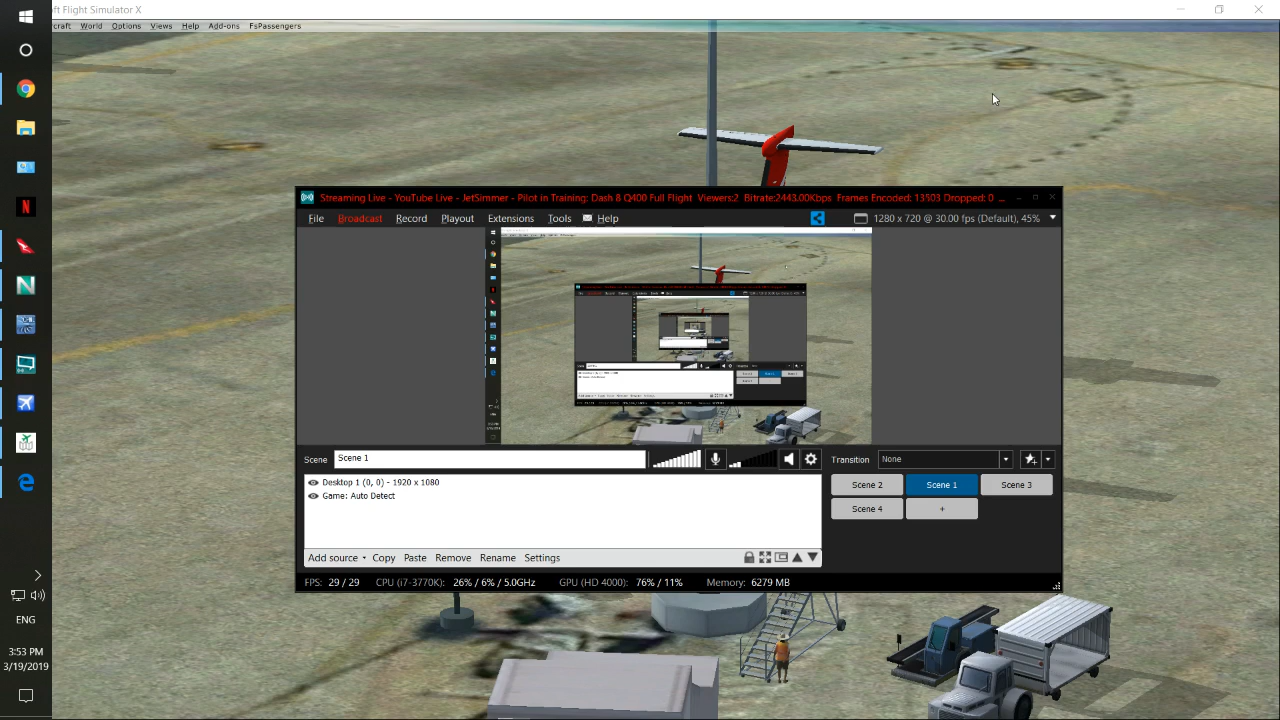 oft Flight Simulator X
craft World Options Views Help Add-ons FsPassengers
Streaming Live - YouTube Live - JetSimmer - Pilot in Training: Dash 8 Q400 Full Flight Viewers:2 Bitrate:2443.00Kbps Frames Encoded: 13503 Dropped: 0 ...
File Broadcast Record Playout Extensions Tools Help
1280 x 720 @ 30.00 fps (Default), 45%
Scene Scene 1
Transition None
Desktop 1 (0, 0) - 1920 x 1080
Game: Auto Detect
Scene 2 Scene 1 Scene 3
Scene 4 +
Add source Copy Paste Remove Rename Settings
FPS: 29 / 29 CPU (i7-3770K): 26% / 6% / 5.0GHz GPU (HD 4000): 76% / 11% Memory: 6279 MB
ENG
3:53 PM
3/19/2019